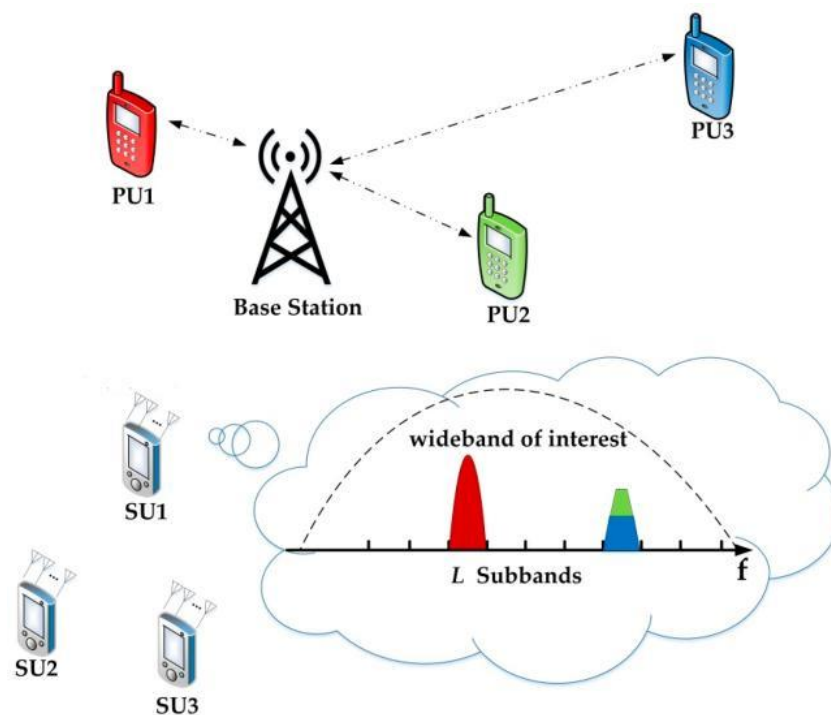 PU1
PU3
Base Station
PU2
wideband of interest
SU1
L Subbands
f
SU2
SU3